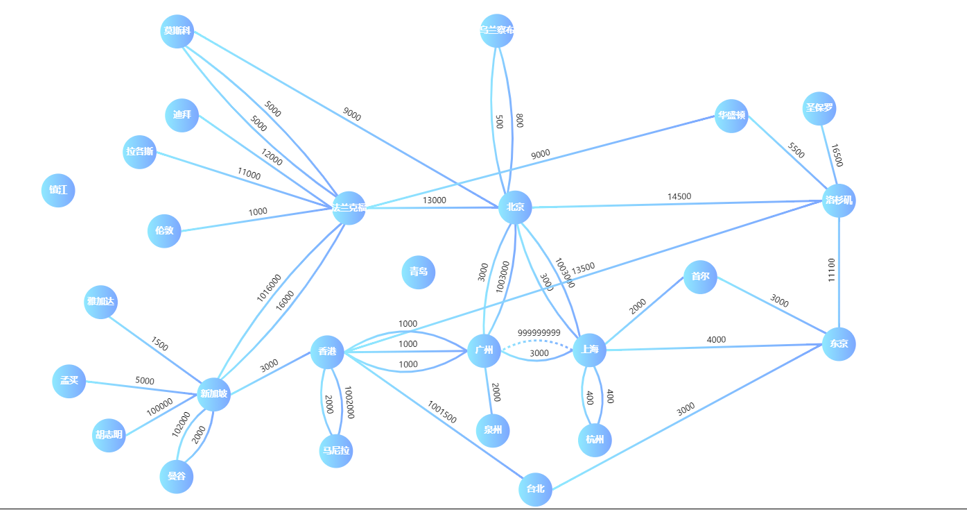 莫斯科
乌兰察布
5000
5000
9000
500
800
迪拜
华盛顿
圣保罗
拉各斯
12000
5500
16500
11000
9000
镇江
法兰克福
13000
北京
14500
洛杉矶
1000
伦敦
青岛
3000
1003000
3000
1003000
13500
首尔
11100
1016000
16000
雅加达
2000
3000
1500
1000
999999999
香港
1000
广州
3000
上海
4000
东京
3000
1000
孟买
5000
新加坡
100000
2000
1002000
1001500
2000
400
400
3000
胡志明
102000
2000
马尼拉
泉州
杭州
曼谷
台北